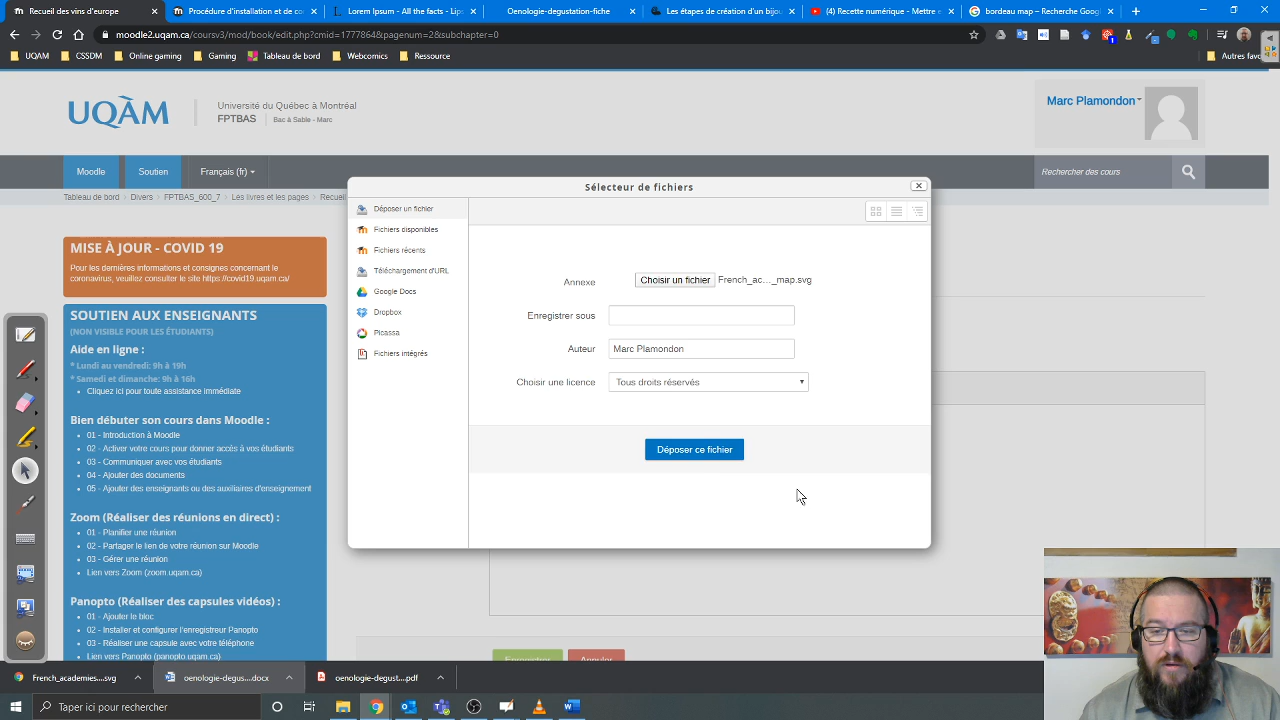 UQAM
Procédure d'installation et de co
Lorem Ipsum - All the facts - Lips
Oenologie-degustation-fiche
Les étapes de création d'un bijou
(4) Recette numérique - Mettre e
bordeau map – Recherche Googl
moodle2.uqam.ca/coursv3/mod/book/edit.php?cmid=1777864&pagenum=2&subchapter=0
UQAM
CSSDM
Online gaming
Gaming
Tableau de bord
Webcomics
Ressource
Autres favo
UQÀM
Université du Québec à Montréal
FPTBAS
Bac à Sable - Marc
Marc Plamondon
Moodle
Soutien
Français (fr)
Rechercher des cours
Tableau de bord
Divers
FPTBAS_600_7
Les livres et les pages
Recueil
MISE À JOUR - COVID 19
Pour les dernières informations et consignes concernant le
coronavirus, veuillez consulter le site https://covid19.uqam.ca/
SOUTIEN AUX ENSEIGNANTS
(NON VISIBLE POUR LES ÉTUDIANTS)
Aide en ligne :
* Lundi au vendredi: 9h à 19h
* Samedi et dimanche: 9h à 16h
Cliquez ici pour toute assistance immédiate
Bien débuter son cours dans Moodle :
01 - Introduction à Moodle
02 - Activer votre cours pour donner accès à vos étudiants
03 - Communiquer avec vos étudiants
04 - Ajouter des documents
05 - Ajouter des enseignants ou des auxiliaires d'enseignement
Zoom (Réaliser des réunions en direct) :
01 - Planifier une réunion
02 - Partager le lien de votre réunion sur Moodle
03 - Gérer une réunion
Lien vers Zoom (zoom.uqam.ca)
Panopto (Réaliser des capsules vidéos) :
01 - Ajouter le bloc
02 - Installer et configurer l'enregistreur Panopto
03 - Réaliser une capsule avec votre téléphone
Lien vers Panopto (panopto.uqam.ca)
Sélecteur de fichiers
Déposer un fichier
Fichiers disponibles
Fichiers récents
Téléchargement d'URL
Google Docs
Dropbox
Picassa
Fichiers intégrés
Annexe
Choisir un fichier
French_ac…_map.svg
Enregistrer sous
Auteur
Marc Plamondon
Choisir une licence
Tous droits réservés
Déposer ce fichier
Enregistrer
Annuler
French_academies....svg
oenologie-degus....docx
oenologie-degust....pdf
Taper ici pour rechercher